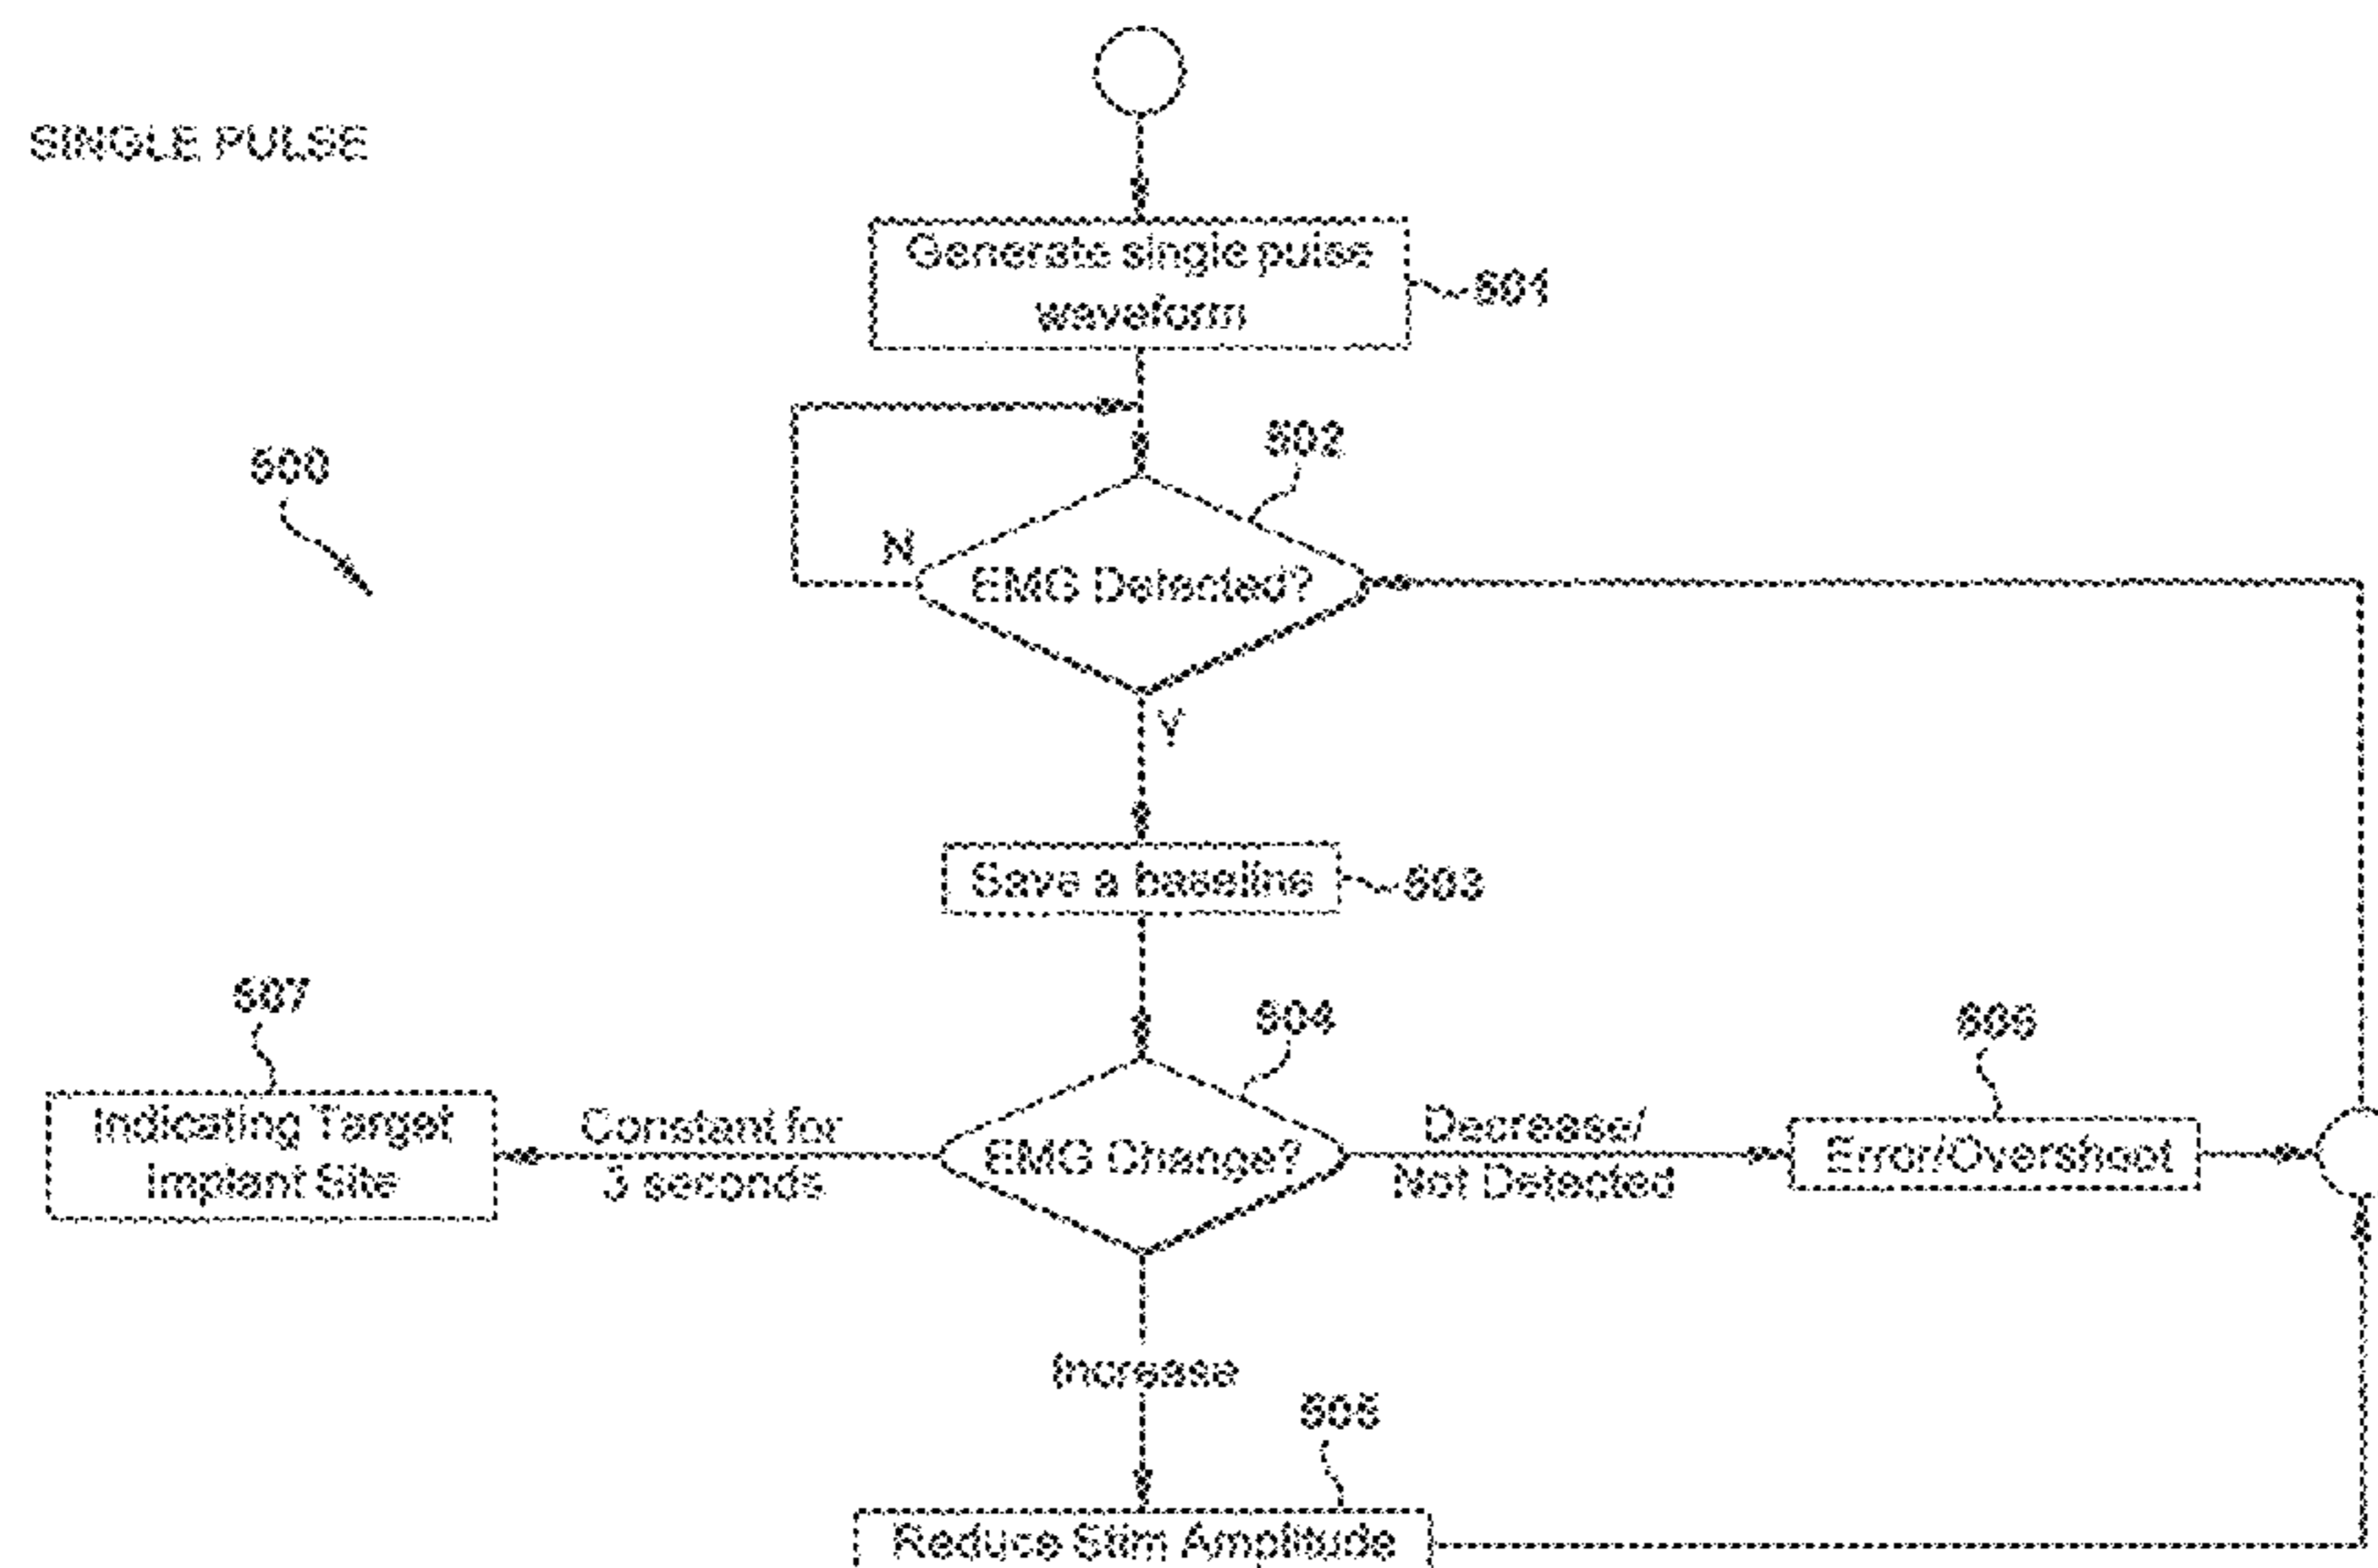 SINGLE PULSE
Generate single pulse
waveform
501
500
502
N
EMG Detected?
Y
Save a baseline
503
507
504
506
Indicating Target
Implant Site
Constant for
3 seconds
EMG Change?
Decrease/
Not Detected
Error/Overshoot
Increase
505
Reduce Stim Amplitude